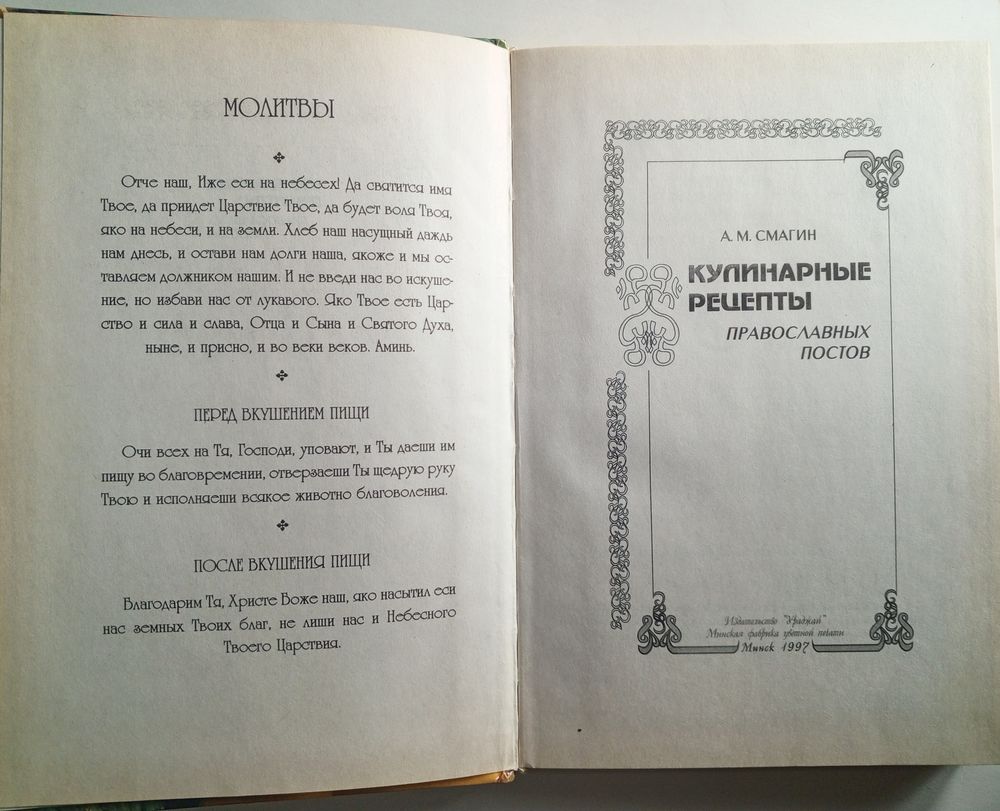 МОЛИТВЫ
Отче наш, Иже еси на небесех! Да святится имя
Твое, да приидет Царствие Твое, да будет воля Твоя,
яко на небеси, и на земли. Хлеб наш насущный даждь
нам днесь, и остави нам долги наша, якоже и мы ос-
тавляем должником нашим. И не введи нас во искуше-
ние, но избави нас от лукавого. Яко Твое есть Цар-
ство и сила и слава, Отца и Сына и Святого Духа,
ныне, и присно, и во веки веков. Аминь.
ПЕРЕД ВКУШЕНИЕМ ПИЩИ
Очи всех на Тя, Господи, уповают, и Ты даеши им
пищу во благовремении, отверзаеши Ты щедрую руку
Твою и исполняеши всякое животно благоволения.
ПОСЛЕ ВКУШЕНИЯ ПИЩИ
Благодарим Тя, Христе Боже наш, яко насытил еси
нас земных Твоих благ, не лиши нас и Небесного
Твоего Царствия.
А. М. СМАГИН
КУЛИНАРНЫЕ
РЕЦЕПТЫ
ПРАВОСЛАВНЫХ
ПОСТОВ
Издательство "Ураджай"
Минская фабрика цветной печати
Минск 1997